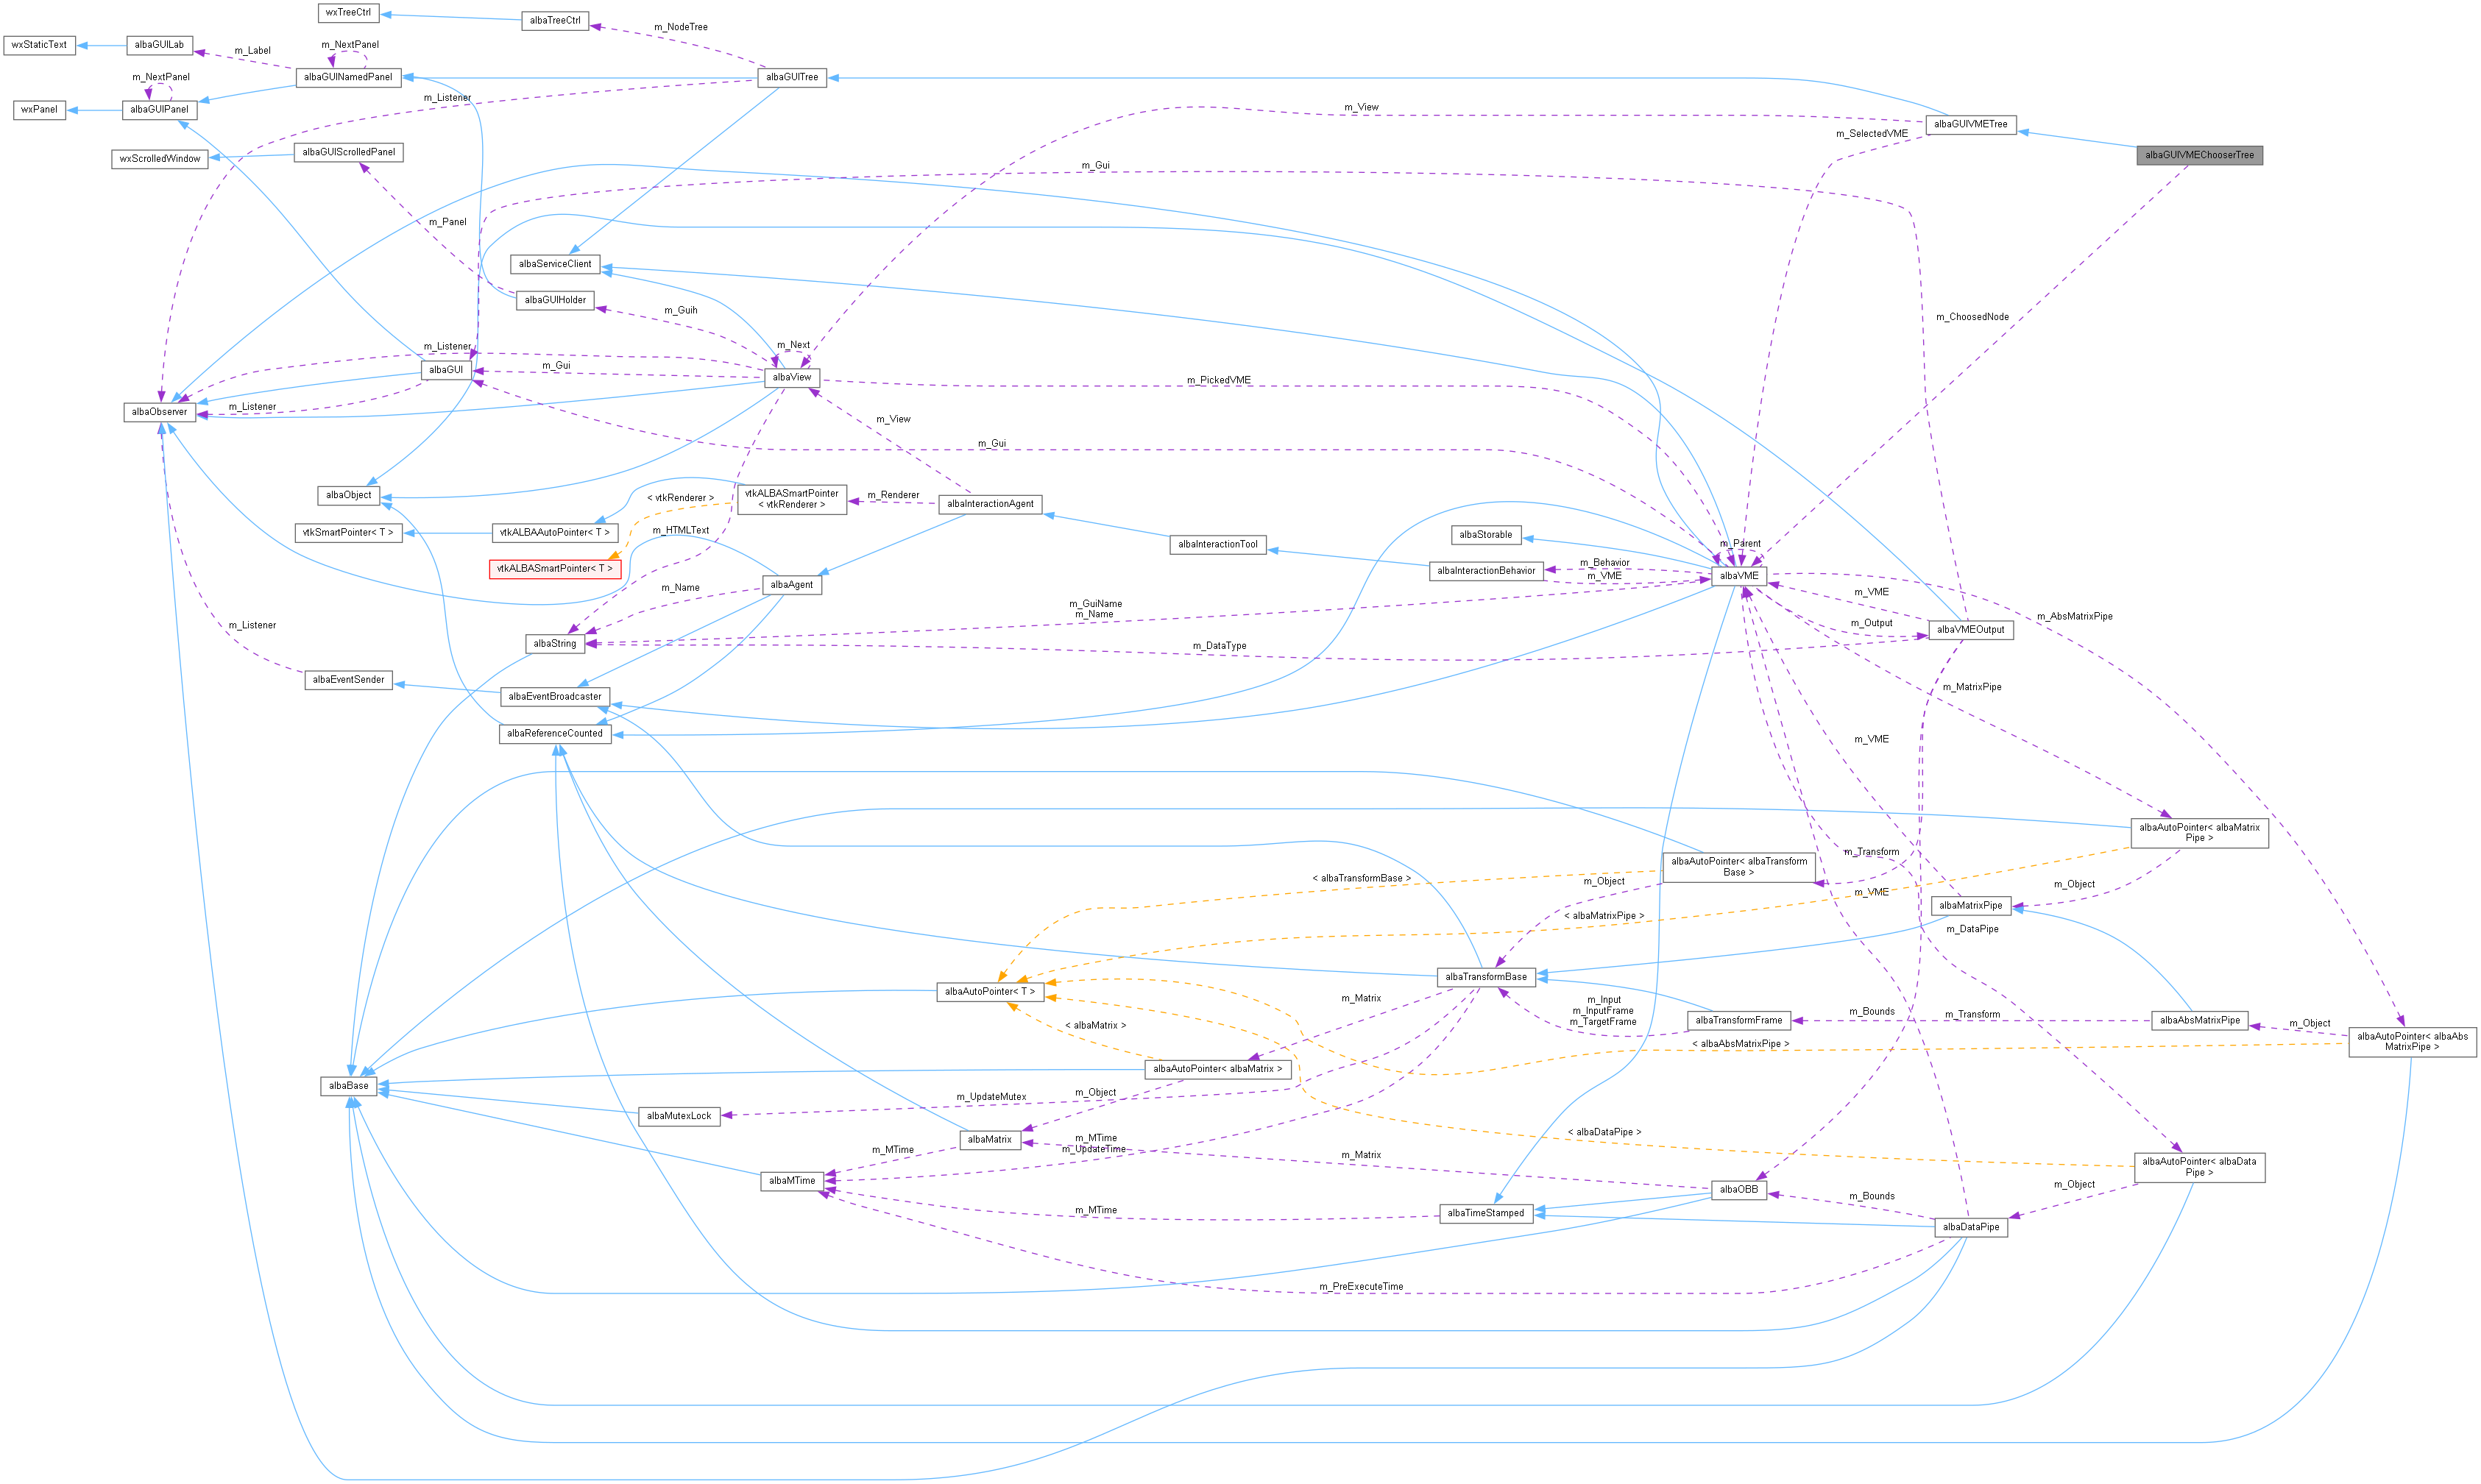 wxTreeCtrl
albaTreeCtrl
m_NodeTree
wxStaticText
albaGUILab
m_Label
m_NextPanel
albaGUINamedPanel
albaGUITree
m_NextPanel
wxPanel
albaGUIPanel
m_Listener
m_View
albaGUIVMETree
m_SelectedVME
albaGUIVMEChooserTree
wxScrolledWindow
albaGUIScrolledPanel
m_Gui
m_Panel
albaServiceClient
albaGUIHolder
m_Guih
m_ChoosedNode
m_Listener
m_Next
m_Gui
albaGUI
albaView
m_PickedVME
m_Listener
albaObserver
m_View
m_Gui
albaObject
vtkALBASmartPointer
< vtkRenderer >
< vtkRenderer >
m_Renderer
albaInteractionAgent
vtkSmartPointer< T >
vtkALBAAutoPointer< T >
m_HTMLText
albaStorable
albaInteractionTool
m_Parent
vtkALBASmartPointer< T >
albaInteractionBehavior
m_Behavior
m_VME
albaVME
albaAgent
m_Name
m_GuiName
m_Name
m_VME
m_Output
albaVMEOutput
m_AbsMatrixPipe
m_Listener
albaString
m_DataType
albaEventSender
albaEventBroadcaster
m_MatrixPipe
albaReferenceCounted
m_VME
albaAutoPointer< albaMatrix
Pipe >
albaAutoPointer< albaTransform
Base >
m_Transform
< albaTransformBase >
m_Object
m_Object
m_VME
< albaMatrixPipe >
albaMatrixPipe
m_DataPipe
albaTransformBase
albaAutoPointer< T >
m_Matrix
m_Input
m_InputFrame
m_TargetFrame
albaTransformFrame
m_Bounds
m_Transform
albaAbsMatrixPipe
m_Object
albaAutoPointer< albaAbs
MatrixPipe >
< albaMatrix >
< albaAbsMatrixPipe >
albaBase
albaAutoPointer< albaMatrix >
m_UpdateMutex
m_Object
albaMutexLock
albaMatrix
m_MTime
m_MTime
m_UpdateTime
m_Matrix
< albaDataPipe >
albaAutoPointer< albaData
Pipe >
albaMTime
albaOBB
m_Bounds
m_Object
m_MTime
albaTimeStamped
albaDataPipe
m_PreExecuteTime